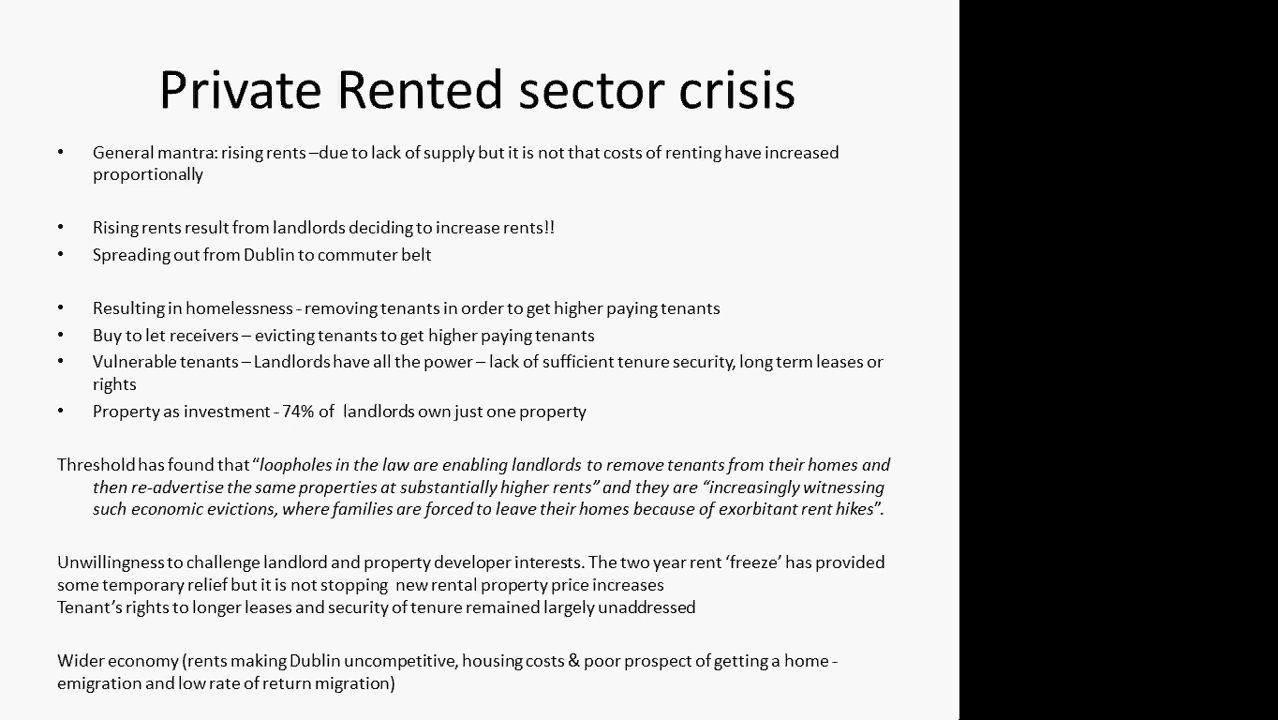 Private Rented sector crisis
• General mantra: rising rents –due to lack of supply but it is not that costs of renting have increased
proportionally
• Rising rents result from landlords deciding to increase rents!!
• Spreading out from Dublin to commuter belt
• Resulting in homelessness - removing tenants in order to get higher paying tenants
• Buy to let receivers – evicting tenants to get higher paying tenants
• Vulnerable tenants – Landlords have all the power – lack of sufficient tenure security, long term leases or
rights
• Property as investment - 74% of landlords own just one property
Threshold has found that “loopholes in the law are enabling landlords to remove tenants from their homes and
then re-advertise the same properties at substantially higher rents” and they are “increasingly witnessing
such economic evictions, where families are forced to leave their homes because of exorbitant rent hikes”.
Unwillingness to challenge landlord and property developer interests. The two year rent ‘freeze’ has provided
some temporary relief but it is not stopping new rental property price increases
Tenant’s rights to longer leases and security of tenure remained largely unaddressed
Wider economy (rents making Dublin uncompetitive, housing costs & poor prospect of getting a home -
emigration and low rate of return migration)